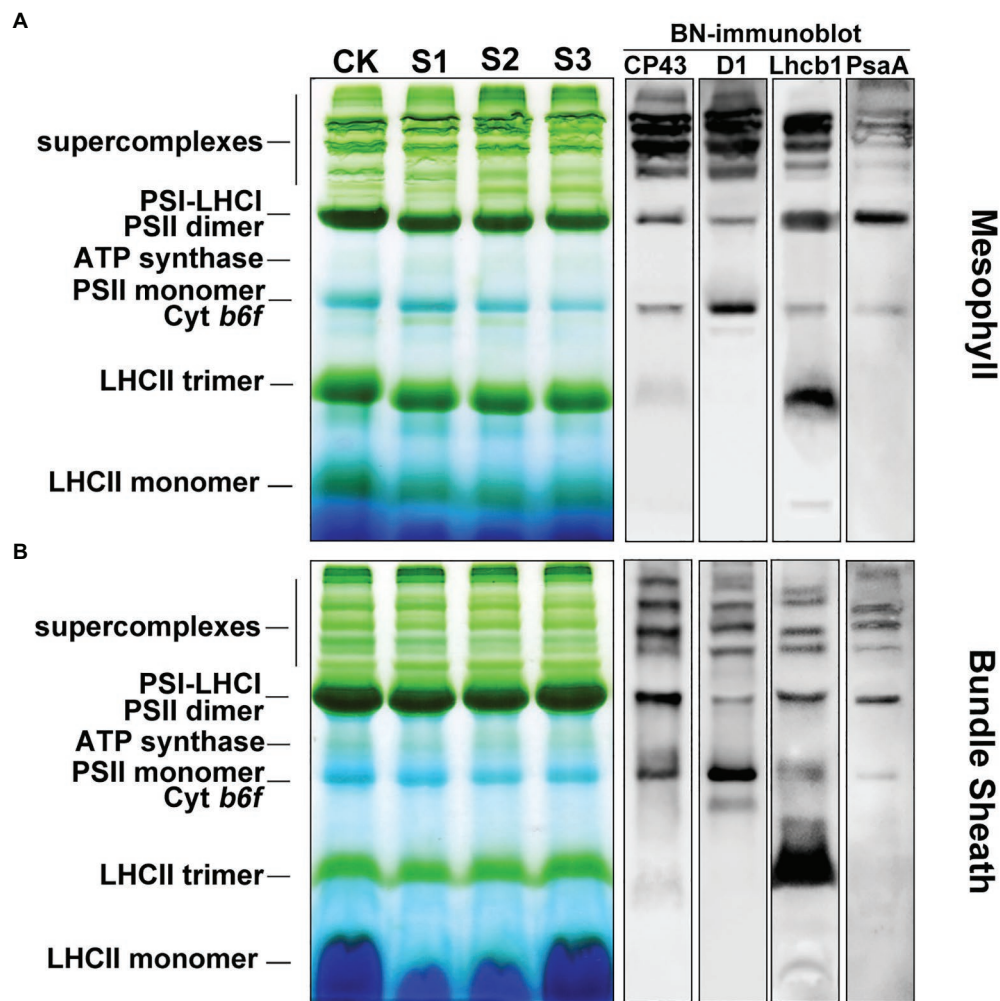 A
BN-immunoblot
CK S1 S2 S3 CP43 D1 Lhcb1 PsaA
supercomplexes
PSI-LHCI
PSII dimer
ATP synthase
PSII monomer
Cyt b6f
LHCII trimer
LHCII monomer
Mesophyll
B
supercomplexes
PSI-LHCI
PSII dimer
ATP synthase
PSII monomer
Cyt b6f
LHCII trimer
LHCII monomer
Bundle Sheath